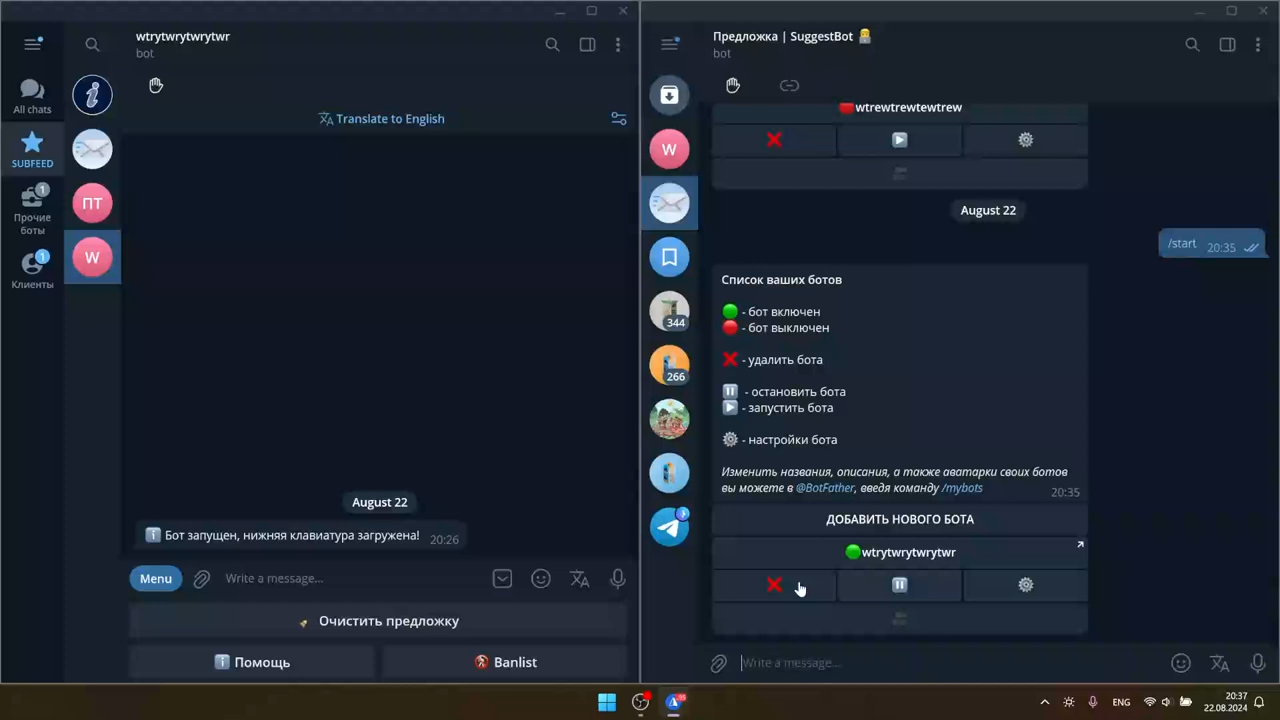 wtrytwrytwrytwr
bot
All chats
SUBFEED
1
Прочие
боты
1
Клиенты
i
ПТ
W
Translate to English
August 22
Бот запущен, нижняя клавиатура загружена! 20:26
Menu
Write a message...
Очистить предложку
Помощь
Banlist
Предложка | SuggestBot
bot
W
344
266
3
wtrewtrewtewtrew
August 22
/start 20:35
Список ваших ботов
- бот включен
- бот выключен
- удалить бота
- остановить бота
- запустить бота
- настройки бота
Изменить названия, описания, а также аватарки своих ботов
вы можете в @BotFather, введя команду /mybots
20:35
ДОБАВИТЬ НОВОГО БОТА
wtrytwrytwrytwr
Write a message...
ENG
20:37
22.08.2024